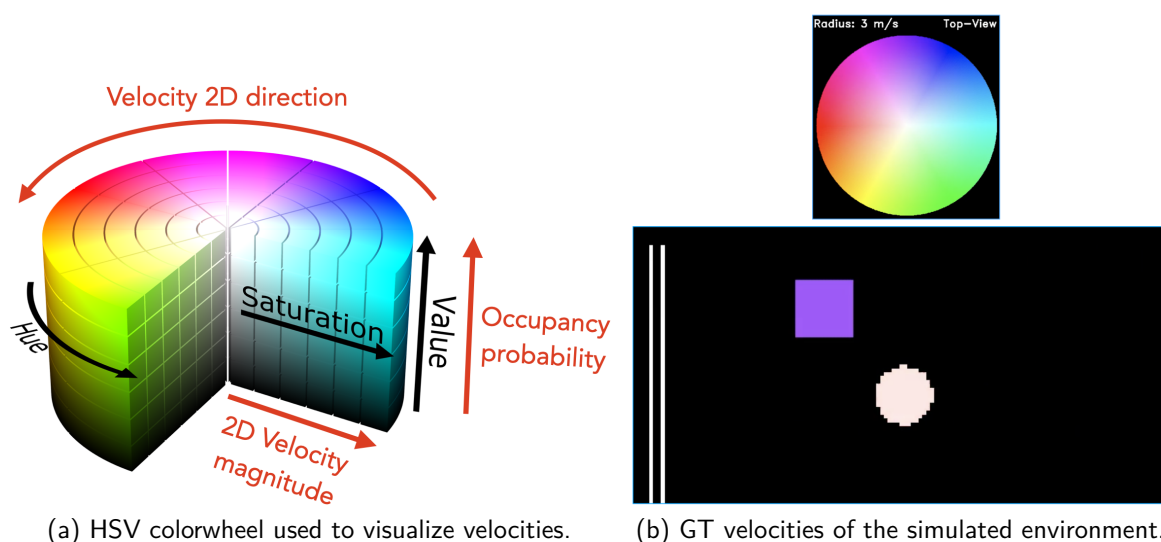 Velocity 2D direction
Hue
Saturation
Value
Occupancy
probability
2D Velocity
magnitude
(a) HSV colorwheel used to visualize velocities.
Radius: 3 m/s
Top-View
(b) GT velocities of the simulated environment.